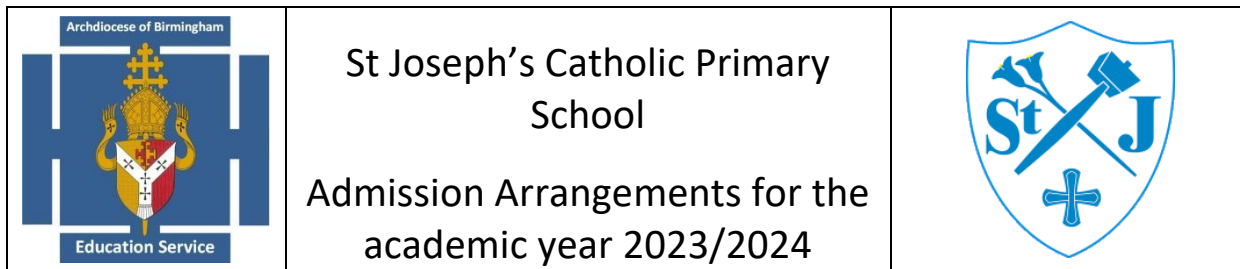 Archdiocese of Birmingham
Education Service
St Joseph’s Catholic Primary
School
Admission Arrangements for the
academic year 2023/2024
St J